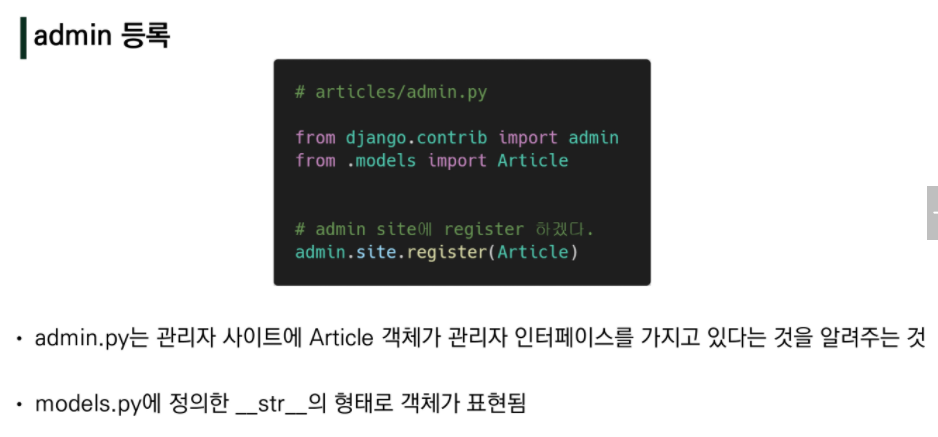 admin 등록
# articles/admin.py
from django.contrib import admin
from .models import Article
# admin site에 register 하겠다.
admin.site.register(Article)
• admin.py는 관리자 사이트에 Article 객체가 관리자 인터페이스를 가지고 있다는 것을 알려주는 것
• models.py에 정의한 __str__의 형태로 객체가 표현됨